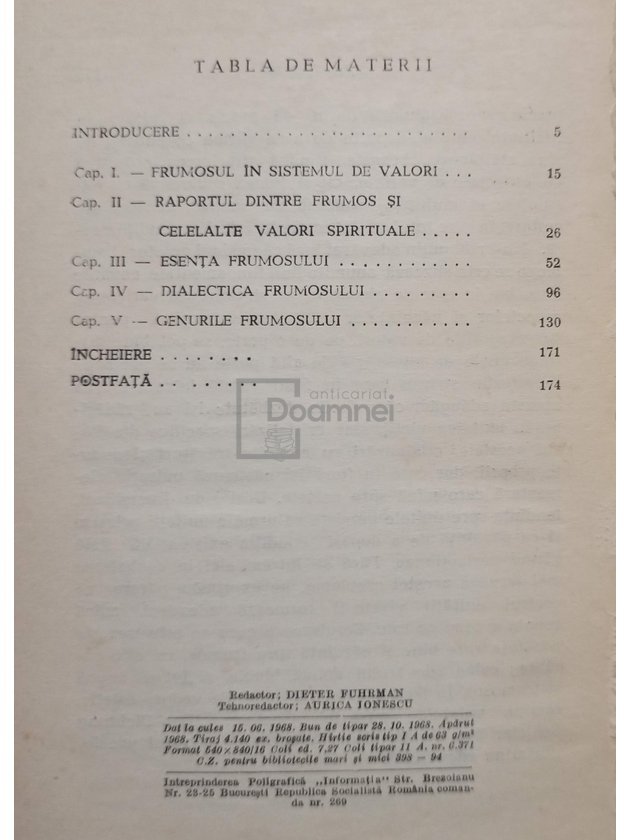 TABLA DE MATERII
INTRODUCERE . . . . . . . . . . . . . . . . . . . . . . . . . . 5
Cap. I. — FRUMOSUL ÎN SISTEMUL DE VALORI . . . 15
Cap. II — RAPORTUL DINTRE FRUMOS ȘI
CELELALTE VALORI SPIRITUALE . . . . . 26
Cap. III — ESENȚA FRUMOSULUI . . . . . . . . . . . . 52
Cap. IV — DIALECTICA FRUMOSULUI . . . . . . . . . 96
Cap. V — GENURILE FRUMOSULUI . . . . . . . . . . . 130
ÎNCHEIERE . . . . . . . . 171
POSTFAȚĂ . . . . . . . . 174
anticariat
Doamnei
Redactor; DIETER FUHRMAN
Tehnoredactor; AURICA IONESCU
Dat la cules 15. 06. 1968. Bun de tipar 28. 10. 1968. Apărut
1968. Tiraj 4.140 ex. broșate. Hîrtie scris tip I A de 63 g/m²
Format 540×840/16 Coli ed. 7,27 Coli tipar 11 A. nr. 6.371
C.Z. pentru bibliotecile mari și mici 398 — 94
Intreprinderea Poligrafică „Informația" Str. Brezoianu
Nr. 23-25 București Republica Socialistă România coman-
da nr. 269